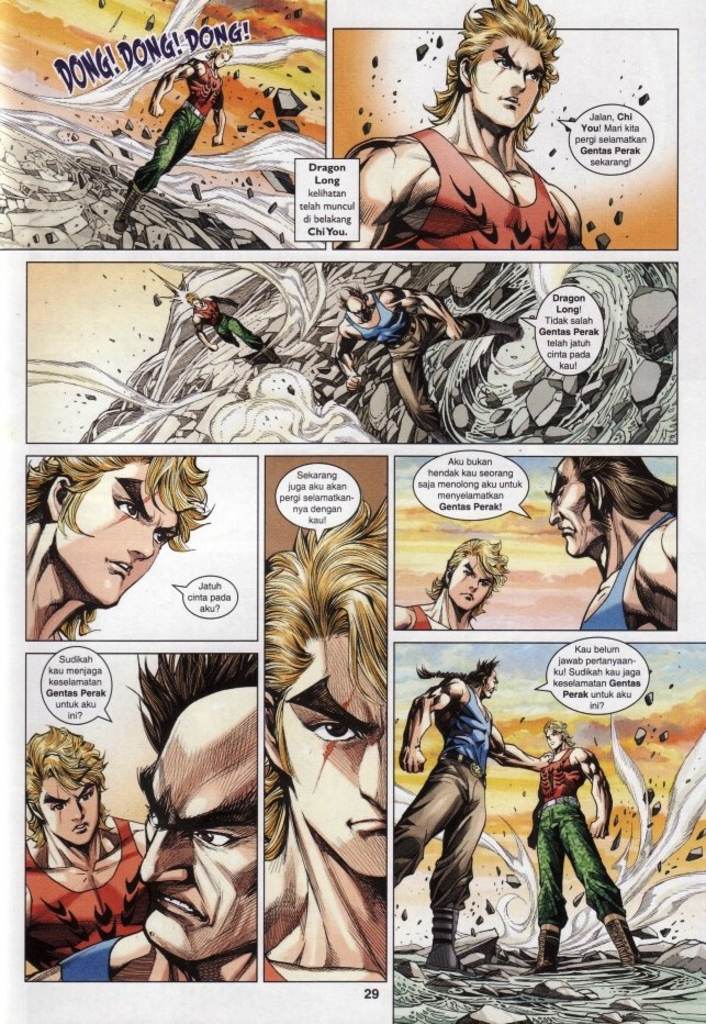 DONG! DONG! DONG!
Dragon
Long
kelihatan
telah muncul
di belakang
Chi You.
Jalan, Chi
You! Mari kita
pergi selamatkan
Gentas Perak
sekarang!
Dragon
Long!
Tidak salah
Gentas Perak
telah jatuh
cinta pada
kau!
Jatuh
cinta pada
aku?
Sekarang
juga aku akan
pergi selamatkan-
nya dengan
kau!
Aku bukan
hendak kau seorang
saja menolong aku untuk
menyelamatkan
Gentas Perak!
Sudikah
kau menjaga
keselamatan
Gentas Perak
untuk aku
ini?
Kau belum
jawab pertanyaan-
ku! Sudikah kau jaga
keselamatan Gentas
Perak untuk aku
ini?
29